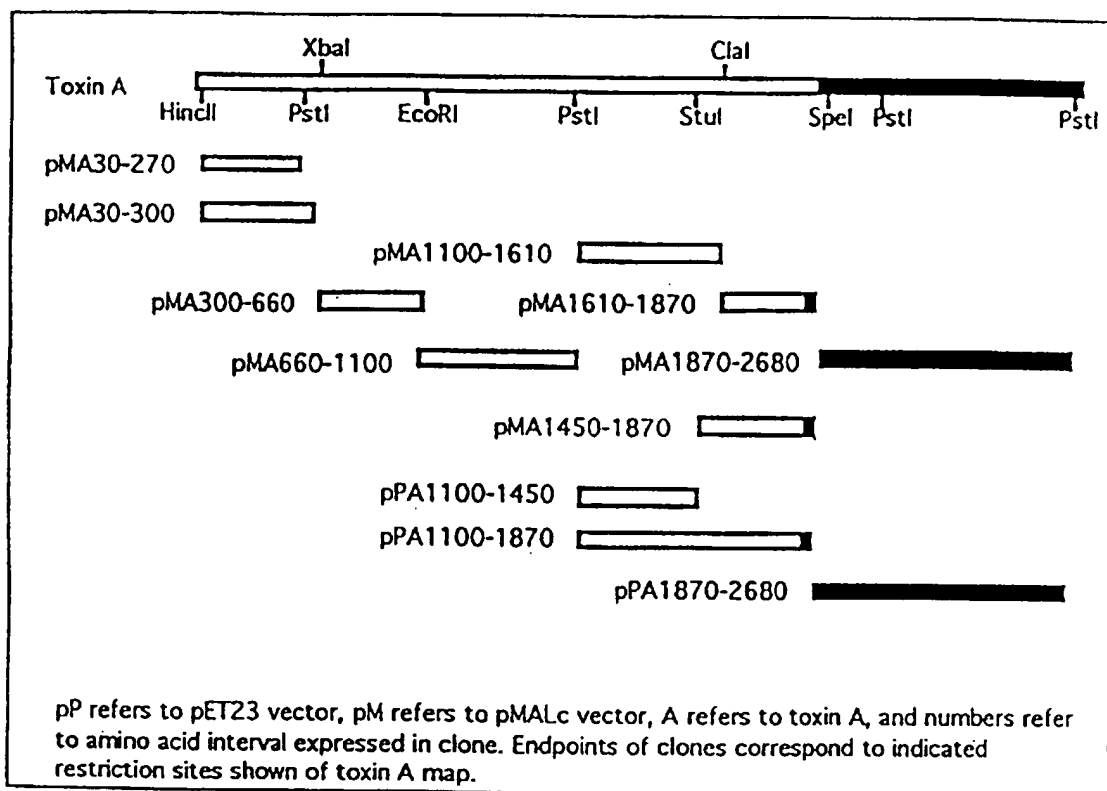 XbaI ClaI
Toxin A
HincII PstI EcoRI PstI StuI SpeI PstI PstI
pMA30-270
pMA30-300
pMA1100-1610
pMA300-660 pMA1610-1870
pMA660-1100 pMA1870-2680
pMA1450-1870
pPA1100-1450
pPA1100-1870
pPA1870-2680
pP refers to pET23 vector, pM refers to pMALc vector, A refers to toxin A, and numbers refer
to amino acid interval expressed in clone. Endpoints of clones correspond to indicated
restriction sites shown of toxin A map.